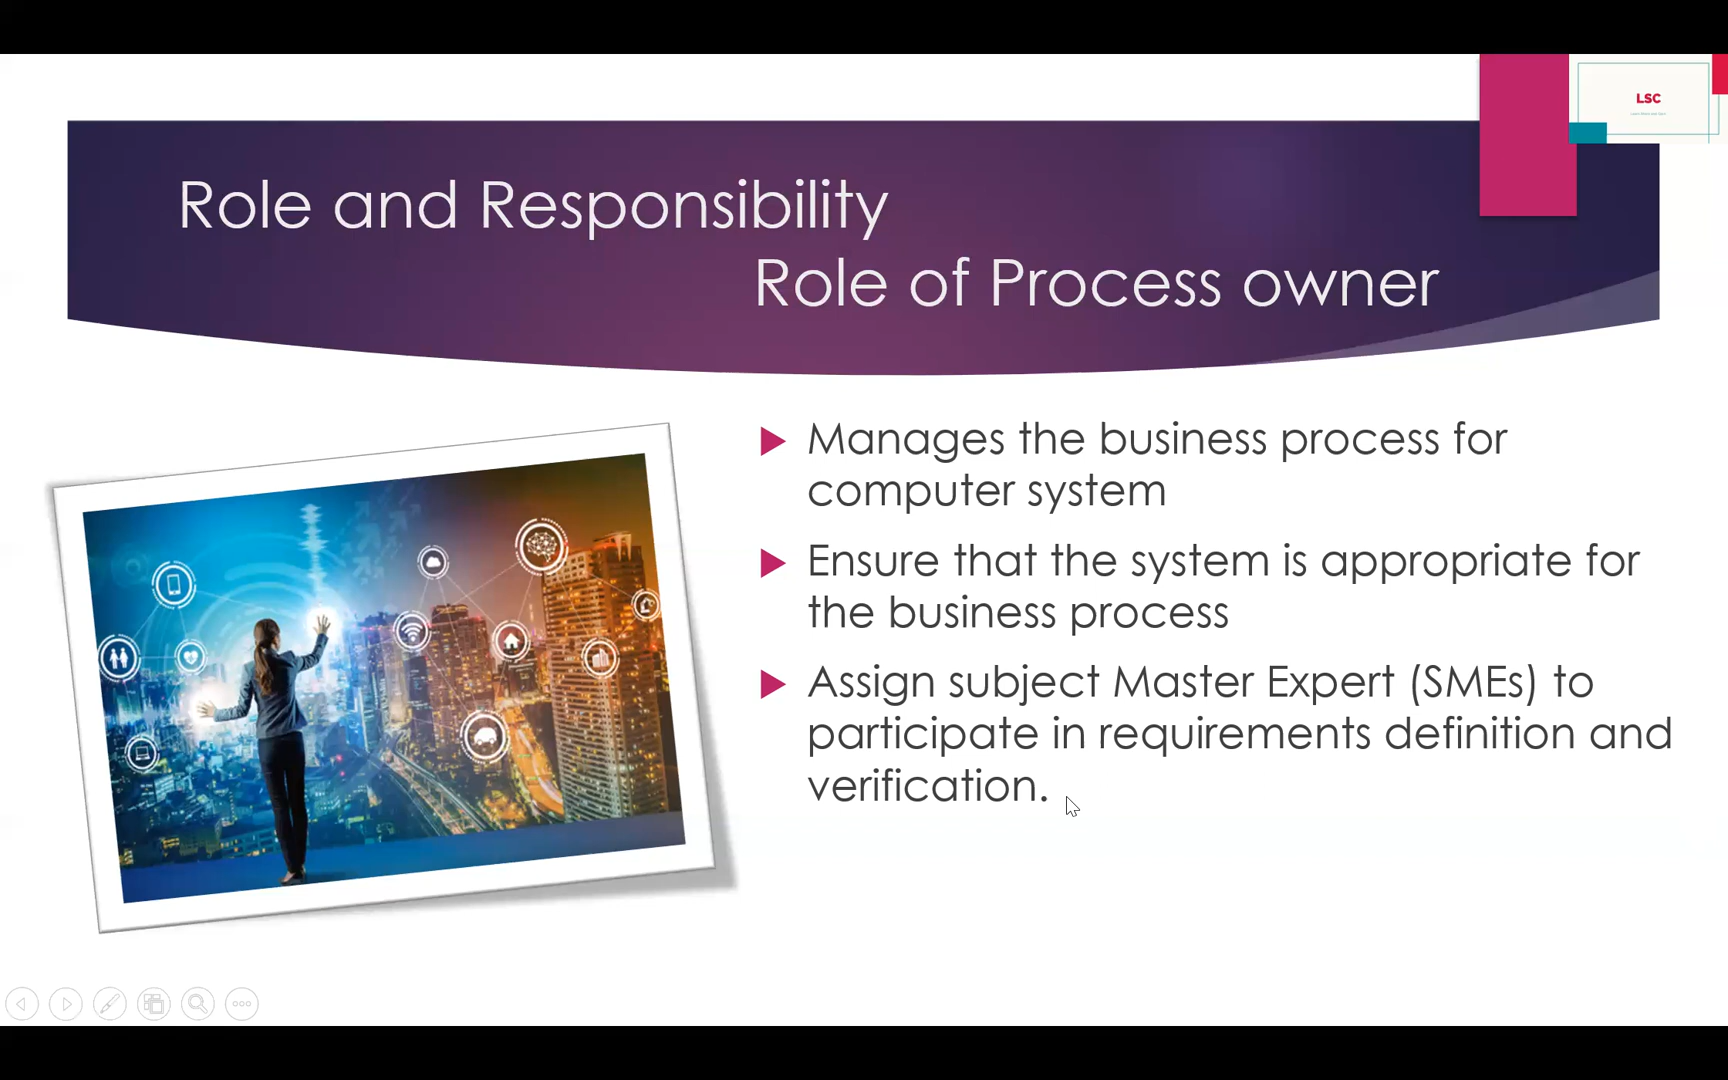 LSC
Role and Responsibility
Role of Process owner
Manages the business process for
computer system
Ensure that the system is appropriate for
the business process
Assign subject Master Expert (SMEs) to
participate in requirements definition and
verification.